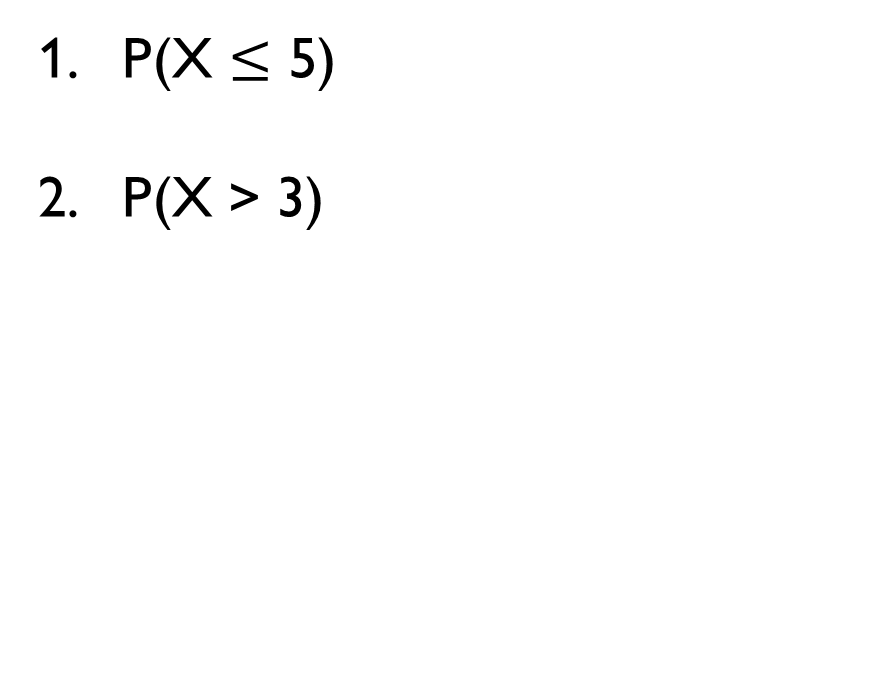 1. P(X ≤ 5)
2. P(X > 3)